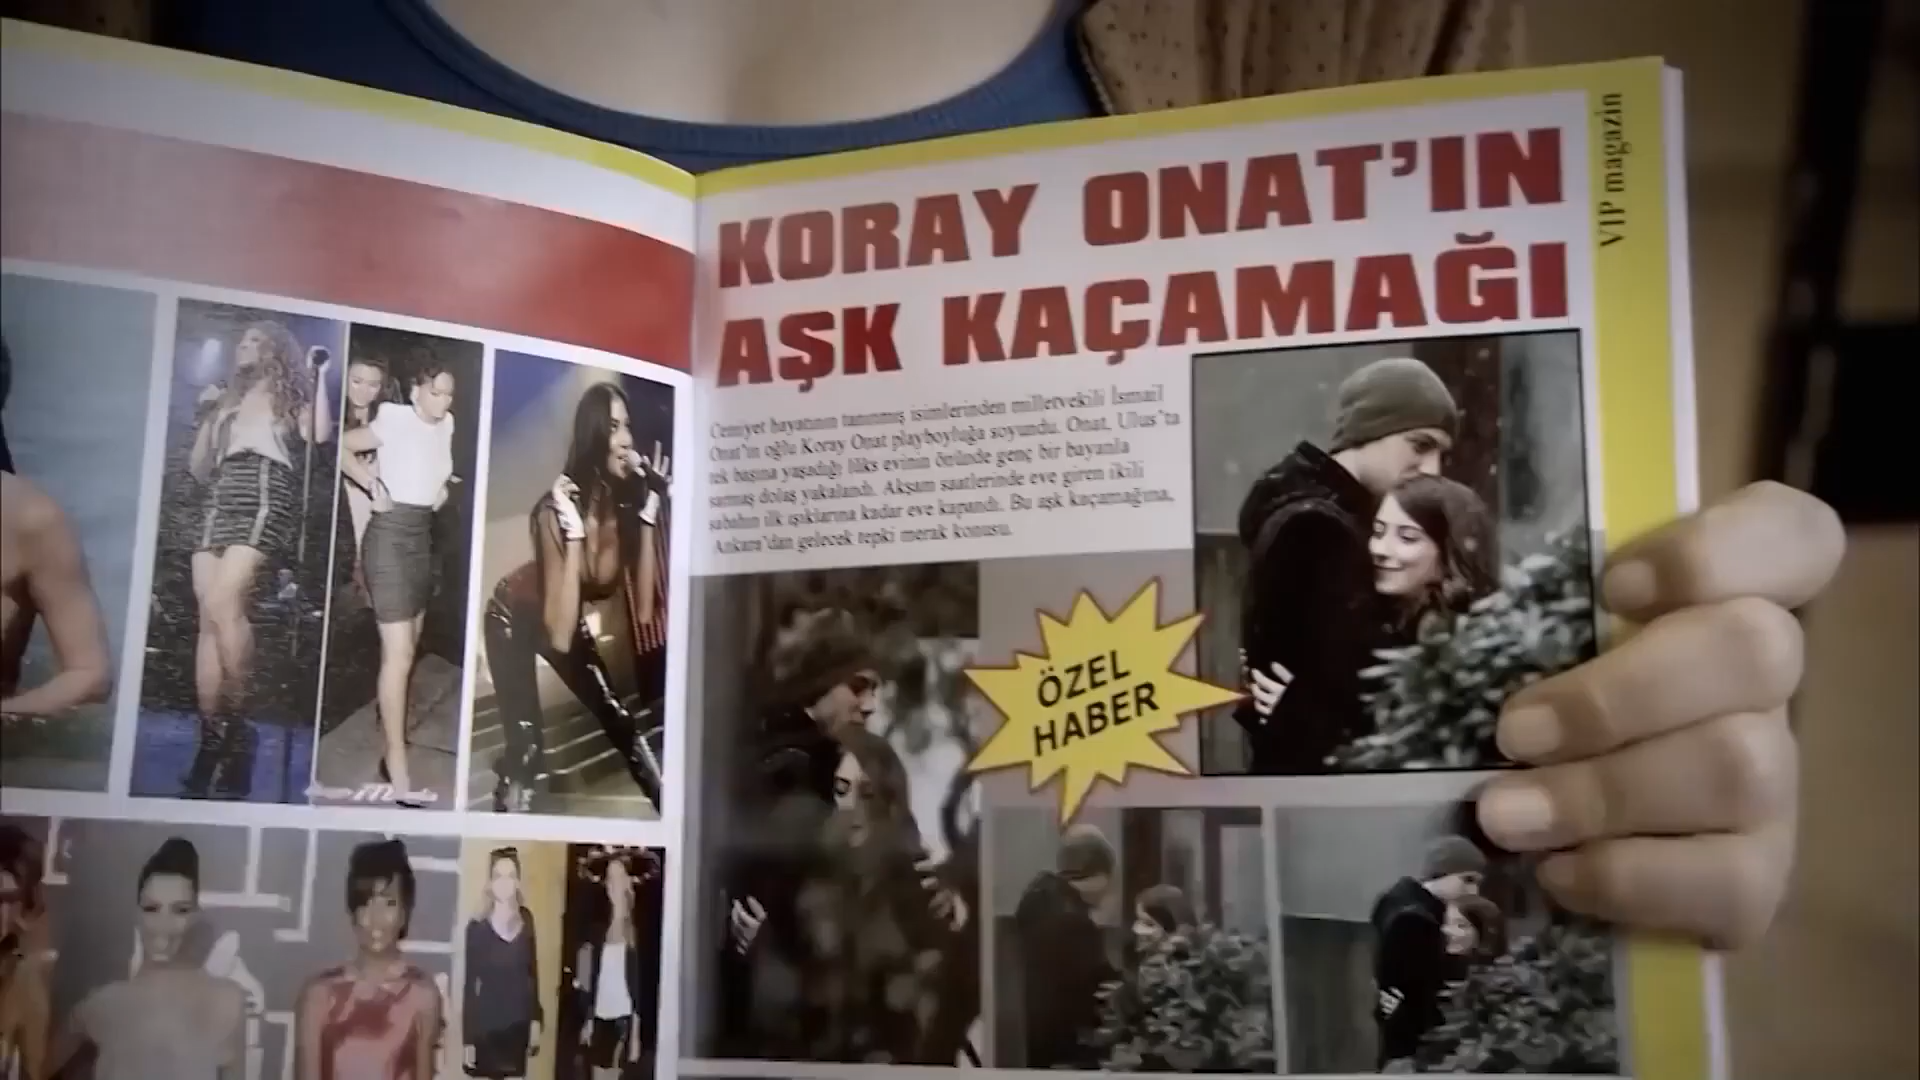 VIP magazin
KORAY ONAT'IN
AŞK KAÇAMAĞI
Cemiyet hayatının tanınmış isimlerinden milletvekili İsmail
Onat'ın oğlu Koray Onat playboyluğa soyundu. Onat, Ulus'ta
tek başına yaşadığı lüks evinin önünde genç bir bayanla
sarmaş dolaş yakalandı. Akşam saatlerinde eve giren ikili
sabahın ilk ışıklarına kadar eve kapandı. Bu aşk kaçamağına,
Ankara'dan gelecek tepki merak konusu.
ÖZEL
HABER